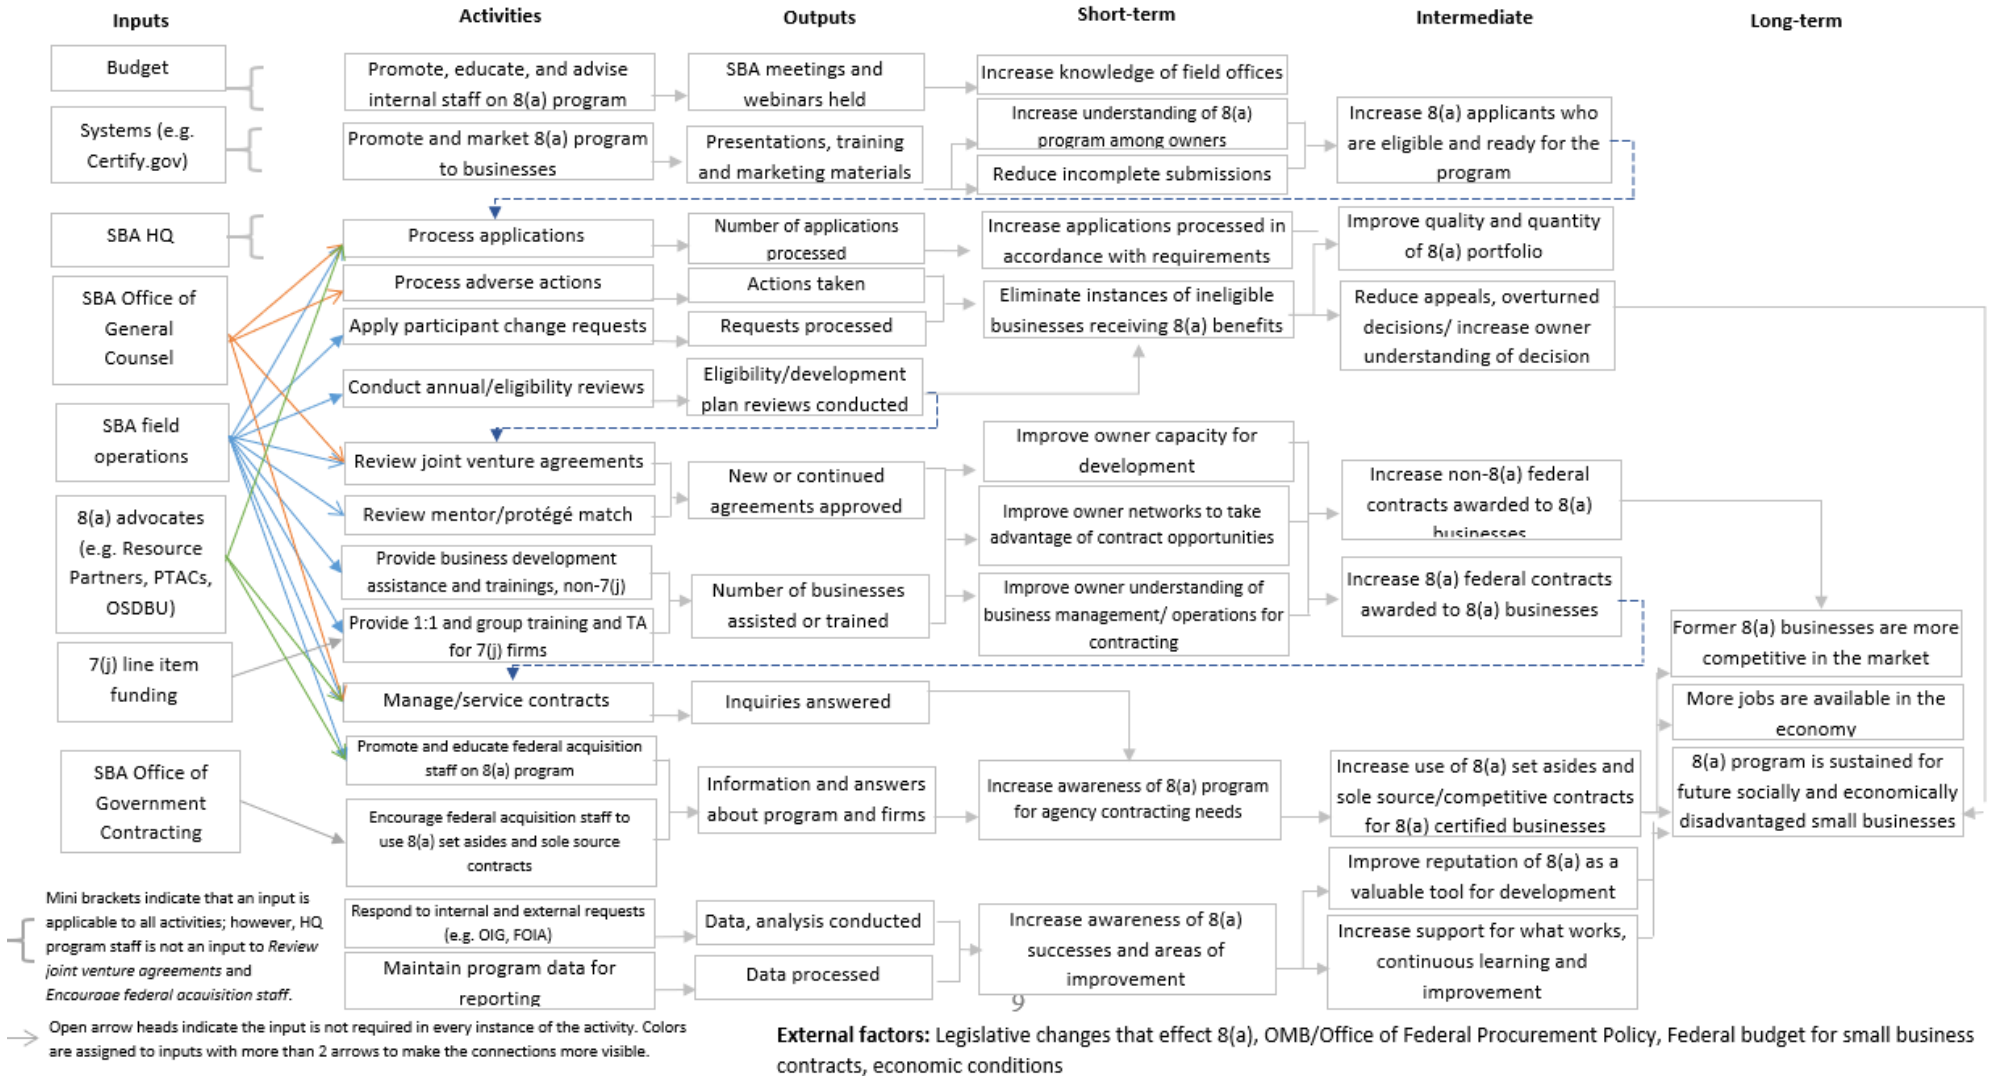 Inputs
Activities
Outputs
Short-term
Intermediate
Long-term
Budget
Systems (e.g.
Certify.gov)
SBA HQ
SBA Office of
General
Counsel
SBA field
operations
8(a) advocates
(e.g. Resource
Partners, PTACs,
OSDBU)
7(j) line item
funding
SBA Office of
Government
Contracting
Mini brackets indicate that an input is
applicable to all activities; however, HQ
program staff is not an input to Review
joint venture agreements and
Encourage federal acquisition staff.
Open arrow heads indicate the input is not required in every instance of the activity. Colors
are assigned to inputs with more than 2 arrows to make the connections more visible.
Promote, educate, and advise
internal staff on 8(a) program
Promote and market 8(a) program
to businesses
Process applications
Process adverse actions
Apply participant change requests
Conduct annual/eligibility reviews
Review joint venture agreements
Review mentor/protégé match
Provide business development
assistance and trainings, non-7(j)
Provide 1:1 and group training and TA
for 7(j) firms
Manage/service contracts
Promote and educate federal acquisition
staff on 8(a) program
Encourage federal acquisition staff to
use 8(a) set asides and sole source
contracts
Respond to internal and external requests
(e.g. OIG, FOIA)
Maintain program data for
reporting
SBA meetings and
webinars held
Presentations, training
and marketing materials
Number of applications
processed
Actions taken
Requests processed
Eligibility/development
plan reviews conducted
New or continued
agreements approved
Number of businesses
assisted or trained
Inquiries answered
Information and answers
about program and firms
Data, analysis conducted
Data processed
Increase knowledge of field offices
Increase understanding of 8(a)
program among owners
Reduce incomplete submissions
Increase applications processed in
accordance with requirements
Eliminate instances of ineligible
businesses receiving 8(a) benefits
Improve owner capacity for
development
Improve owner networks to take
advantage of contract opportunities
Improve owner understanding of
business management/ operations for
contracting
Increase awareness of 8(a) program
for agency contracting needs
Increase awareness of 8(a)
successes and areas of
improvement
9
Increase 8(a) applicants who
are eligible and ready for the
program
Improve quality and quantity
of 8(a) portfolio
Reduce appeals, overturned
decisions/ increase owner
understanding of decision
Increase non-8(a) federal
contracts awarded to 8(a)
businesses
Increase 8(a) federal contracts
awarded to 8(a) businesses
Increase use of 8(a) set asides and
sole source/competitive contracts
for 8(a) certified businesses
Improve reputation of 8(a) as a
valuable tool for development
Increase support for what works,
continuous learning and
improvement
Former 8(a) businesses are more
competitive in the market
More jobs are available in the
economy
8(a) program is sustained for
future socially and economically
disadvantaged small businesses
External factors: Legislative changes that effect 8(a), OMB/Office of Federal Procurement Policy, Federal budget for small business
contracts, economic conditions